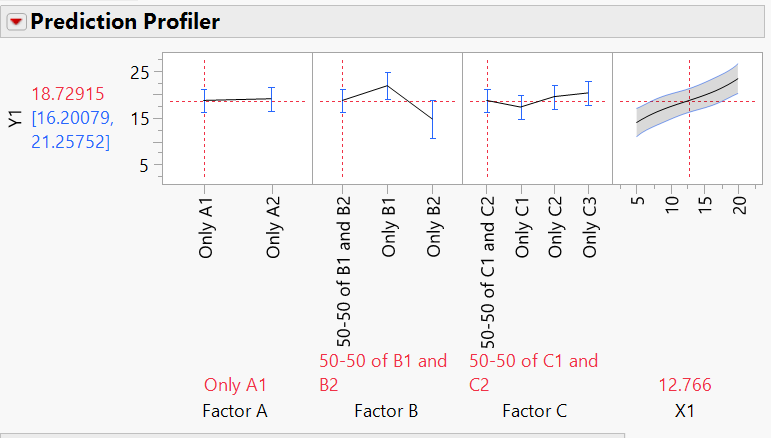 Prediction Profiler
Y1
18.72915
[16.20079,
21.25752]
25
15
5
Only A1
Only A2
50-50 of B1 and B2
Only B1
Only B2
50-50 of C1 and C2
Only C1
Only C2
Only C3
5
10
15
20
Only A1
Factor A
50-50 of B1 and
B2
Factor B
50-50 of C1 and
C2
Factor C
12.766
X1